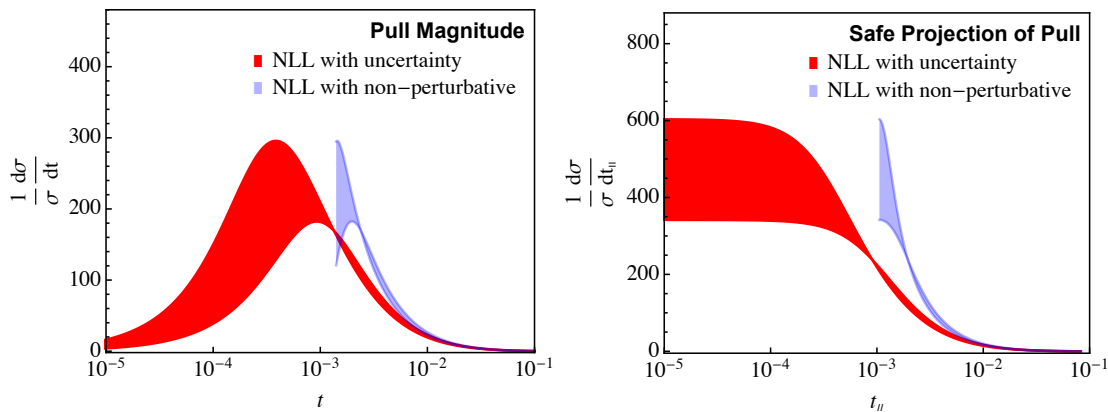 Pull Magnitude
NLL with uncertainty
NLL with non−perturbative
400
300
200
100
0
1 dσ
σ dt
10⁻⁵ 10⁻⁴ 10⁻³ 10⁻² 10⁻¹
t
Safe Projection of Pull
NLL with uncertainty
NLL with non−perturbative
800
600
400
200
0
1 dσ
σ dt∥
10⁻⁵ 10⁻⁴ 10⁻³ 10⁻² 10⁻¹
t∥